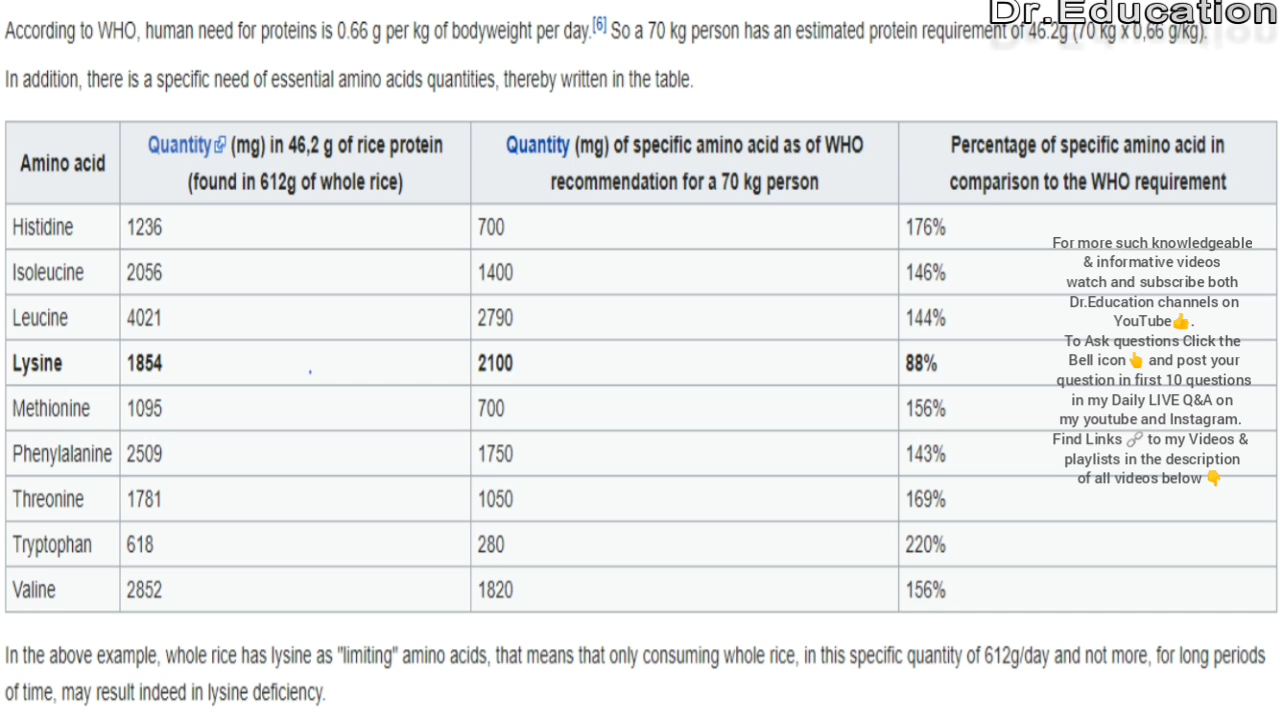 Dr.Education
According to WHO, human need for proteins is 0.66 g per kg of bodyweight per day.[6] So a 70 kg person has an estimated protein requirement of 46.2g (70 kg x 0,66 g/kg).
In addition, there is a specific need of essential amino acids quantities, thereby written in the table.
Amino acid | Quantity (mg) in 46,2 g of rice protein (found in 612g of whole rice) | Quantity (mg) of specific amino acid as of WHO recommendation for a 70 kg person | Percentage of specific amino acid in comparison to the WHO requirement
Histidine 1236 700 176%
Isoleucine 2056 1400 146%
Leucine 4021 2790 144%
Lysine 1854 2100 88%
Methionine 1095 700 156%
Phenylalanine 2509 1750 143%
Threonine 1781 1050 169%
Tryptophan 618 280 220%
Valine 2852 1820 156%
For more such knowledgeable
& informative videos
watch and subscribe both
Dr.Education channels on
YouTube👍.
To Ask questions Click the
Bell icon👆 and post your
question in first 10 questions
in my Daily LIVE Q&A on
my youtube and Instagram.
Find Links 🔗 to my Videos &
playlists in the description
of all videos below 👇
In the above example, whole rice has lysine as "limiting" amino acids, that means that only consuming whole rice, in this specific quantity of 612g/day and not more, for long periods
of time, may result indeed in lysine deficiency.